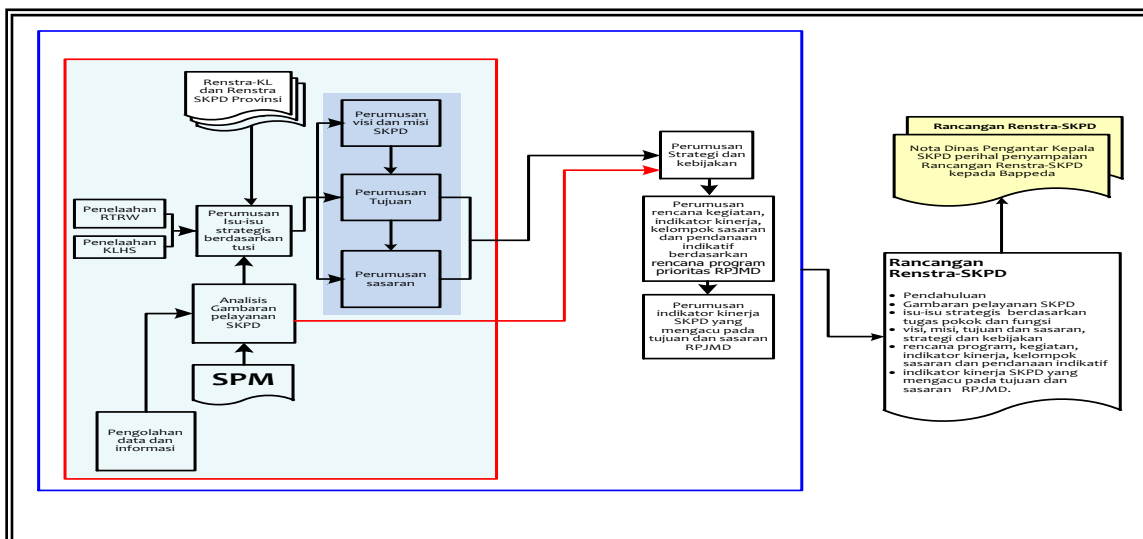 Renstra-KL
dan Renstra
SKPD Provinsi
Perumusan
visi dan misi
SKPD
Perumusan
Tujuan
Perumusan
sasaran
Penelaahan
RTRW
Penelaahan
KLHS
Perumusan
Isu-isu
strategis
berdasarkan
tusi
Analisis
Gambaran
pelayanan
SKPD
SPM
Pengolahan
data dan
informasi
Perumusan
Strategi dan
kebijakan
Perumusan
rencana kegiatan,
indikator kinerja,
kelompok sasaran
dan pendanaan
indikatif
berdasarkan
rencana program
prioritas RPJMD
Perumusan
indikator kinerja
SKPD yang
mengacu pada
tujuan dan sasaran
RPJMD
Rancangan Renstra-SKPD
Nota Dinas Pengantar Kepala
SKPD perihal penyampaian
Rancangan Renstra-SKPD
kepada Bappeda
Rancangan
Renstra-SKPD
• Pendahuluan
• Gambaran pelayanan SKPD
• isu-isu strategis berdasarkan
tugas pokok dan fungsi
• visi, misi, tujuan dan sasaran,
strategi dan kebijakan
• rencana program, kegiatan,
indikator kinerja, kelompok
sasaran dan pendanaan indikatif
• indikator kinerja SKPD yang
mengacu pada tujuan dan
sasaran RPJMD.